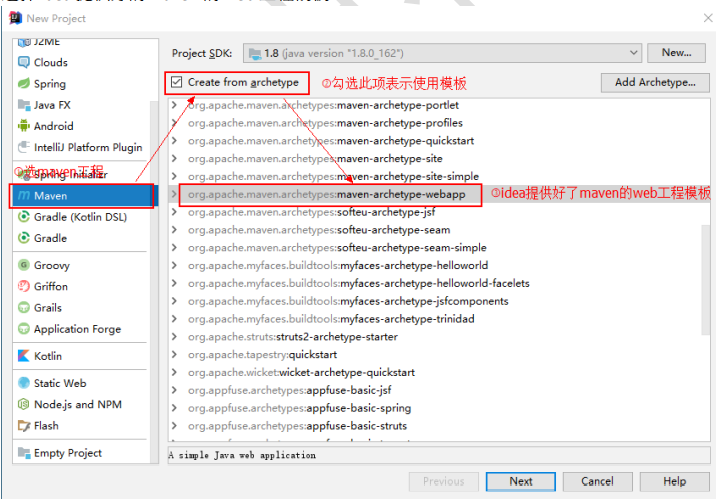 New Project
J2ME
Clouds
Spring
Java FX
Android
IntelliJ Platform Plugin
①选maven工程
Spring Initializr
Maven
Gradle (Kotlin DSL)
Gradle
Groovy
Griffon
Grails
Application Forge
Kotlin
Static Web
Node.js and NPM
Flash
Empty Project
Project SDK: 1.8 (java version "1.8.0_162") New...
Create from archetype ②勾选此项表示使用模板 Add Archetype...
org.apache.maven.archetypes:maven-archetype-portlet
org.apache.maven.archetypes:maven-archetype-profiles
org.apache.maven.archetypes:maven-archetype-quickstart
org.apache.maven.archetypes:maven-archetype-site
org.apache.maven.archetypes:maven-archetype-site-simple
org.apache.maven.archetypes:maven-archetype-webapp ③idea提供好了maven的web工程模板
org.apache.maven.archetypes:softeu-archetype-jsf
org.apache.maven.archetypes:softeu-archetype-seam
org.apache.maven.archetypes:softeu-archetype-seam-simple
org.apache.myfaces.buildtools:myfaces-archetype-helloworld
org.apache.myfaces.buildtools:myfaces-archetype-helloworld-facelets
org.apache.myfaces.buildtools:myfaces-archetype-jsfcomponents
org.apache.myfaces.buildtools:myfaces-archetype-trinidad
org.apache.struts:struts2-archetype-starter
org.apache.tapestry:quickstart
org.apache.wicket:wicket-archetype-quickstart
org.appfuse.archetypes:appfuse-basic-jsf
org.appfuse.archetypes:appfuse-basic-spring
org.appfuse.archetypes:appfuse-basic-struts
A simple Java web application
Previous Next Cancel Help